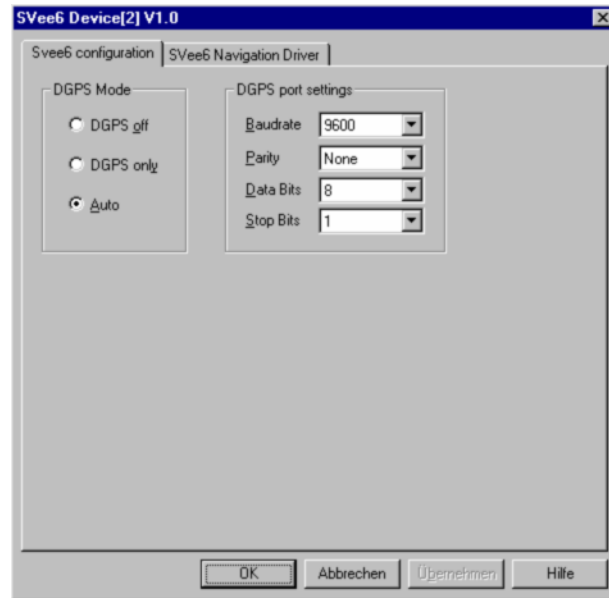 SVee6 Device[2] V1.0
Svee6 configuration
SVee6 Navigation Driver
DGPS Mode
DGPS off
DGPS only
Auto
DGPS port settings
Baudrate 9600
Parity None
Data Bits 8
Stop Bits 1
OK
Abbrechen
Übernehmen
Hilfe